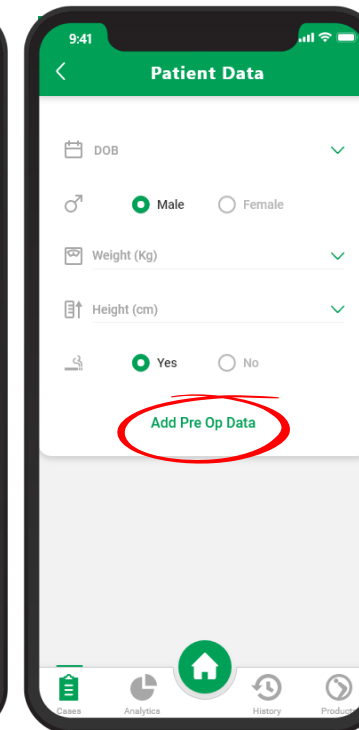 9:41
Patient Data
DOB
Male Female
Weight (Kg)
Height (cm)
Yes No
Add Pre Op Data
Cases Analytics History Products